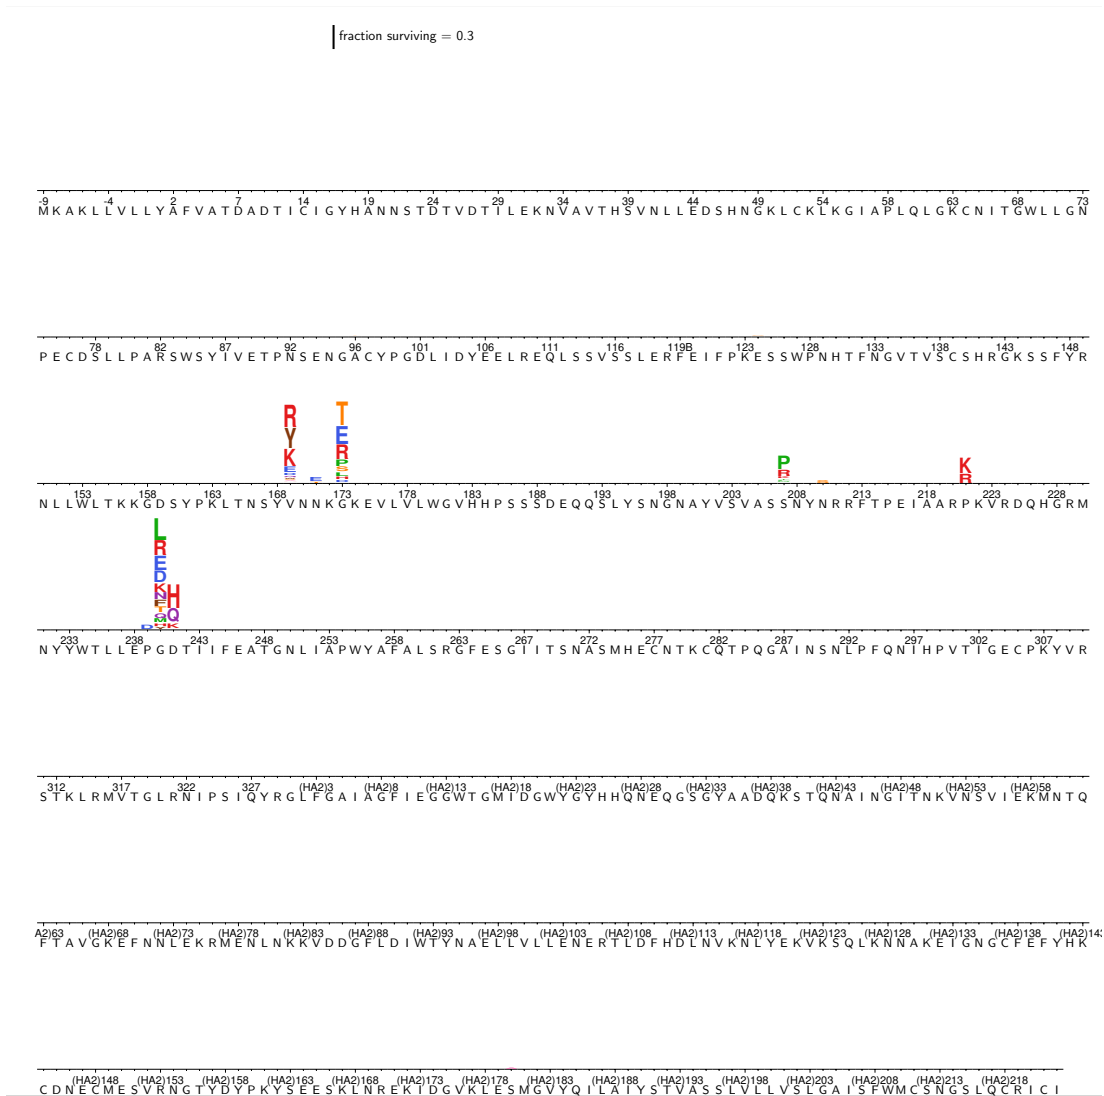 fraction surviving = 0.3
-9 -4 2 7 14 19 24 29 34 39 44 49 54 58 63 68 73
M K A K L L V L L Y A F V A T D A D T I C I G Y H A N N S T D T V D T I L E K N V A V T H S V N L L E D S H N G K L C K L K G I A P L Q L G K C N I T G W L L G N
78 82 87 92 96 101 106 111 116 119B 123 128 133 138 143 148
P E C D S L L P A R S W S Y I V E T P N S E N G A C Y P G D L I D Y E E L R E Q L S S V S S L E R F E I F P K E S S W P N H T F N G V T V S C S H R G K S S F Y R
R T
Y E
K R
P
S
E
P
R
K
R
153 158 163 168 173 178 183 188 193 198 203 208 213 218 223 228
N L L W L T K K G D S Y P K L T N S Y V N N K G K E V L V L W G V H H P S S S D E Q Q S L Y S N G N A Y V S V A S S N Y N R R F T P E I A A R P K V R D Q H G R M
L
R
E
D
K H
N
T Q
K
D
233 238 243 248 253 258 263 267 272 277 282 287 292 297 302 307
N Y Y W T L L E P G D T I I F E A T G N L I A P W Y A F A L S R G F E S G I I T S N A S M H E C N T K C Q T P Q G A I N S N L P F Q N I H P V T I G E C P K Y V R
312 317 322 327 (HA2)3 (HA2)8 (HA2)13 (HA2)18 (HA2)23 (HA2)28 (HA2)33 (HA2)38 (HA2)43 (HA2)48 (HA2)53 (HA2)58
S T K L R M V T G L R N I P S I Q Y R G L F G A I A G F I E G G W T G M I D G W Y G Y H H Q N E Q G S G Y A A D Q K S T Q N A I N G I T N K V N S V I E K M N T Q
A2)63 (HA2)68 (HA2)73 (HA2)78 (HA2)83 (HA2)88 (HA2)93 (HA2)98 (HA2)103 (HA2)108 (HA2)113 (HA2)118 (HA2)123 (HA2)128 (HA2)133 (HA2)138 (HA2)143
F T A V G K E F N N L E K R M E N L N K K V D D G F L D I W T Y N A E L L V L L E N E R T L D F H D L N V K N L Y E K V K S Q L K N N A K E I G N G C F E F Y H K
(HA2)148 (HA2)153 (HA2)158 (HA2)163 (HA2)168 (HA2)173 (HA2)178 (HA2)183 (HA2)188 (HA2)193 (HA2)198 (HA2)203 (HA2)208 (HA2)213 (HA2)218
C D N E C M E S V R N G T Y D Y P K Y S E E S K L N R E K I D G V K L E S M G V Y Q I L A I Y S T V A S S L V L L V S L G A I S F W M C S N G S L Q C R I C I